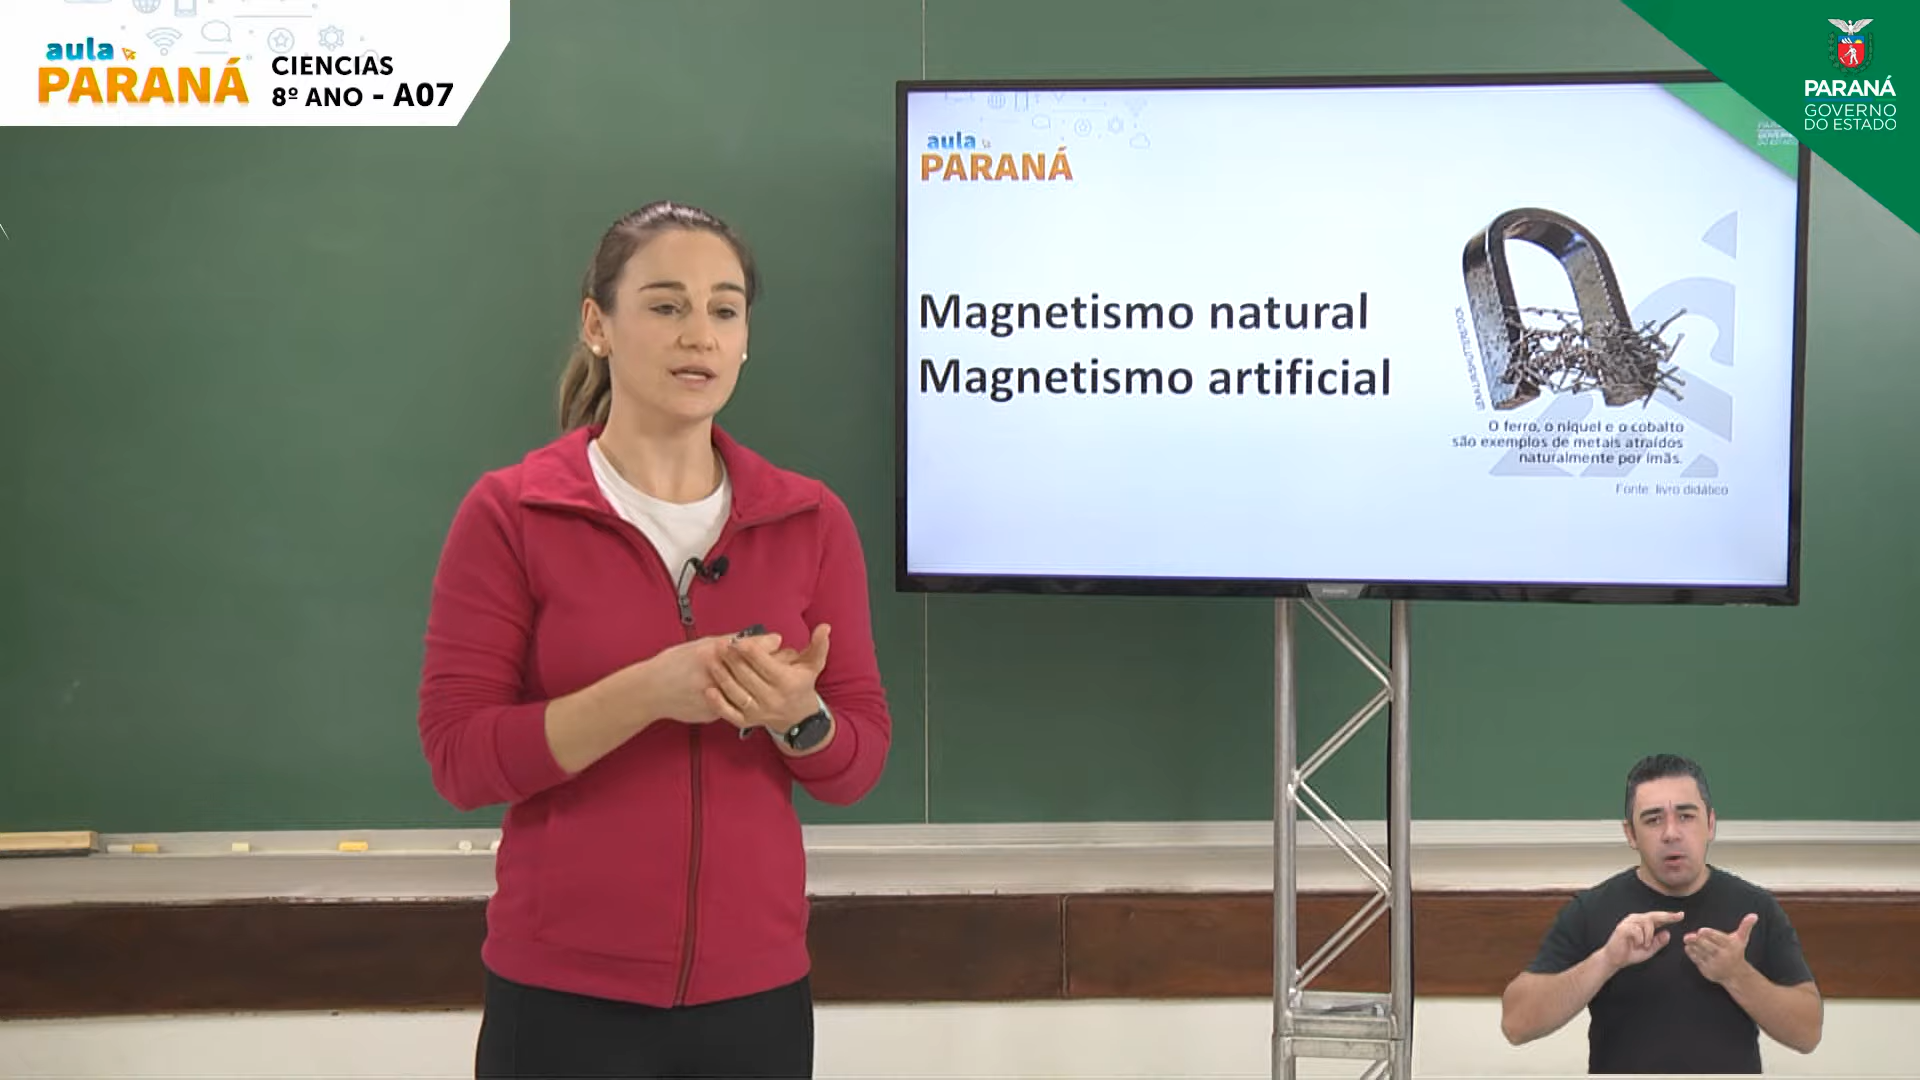 aula
PARANÁ
CIÊNCIAS
8º ANO - A07
PARANÁ
GOVERNO
DO ESTADO
aula
PARANÁ
Magnetismo natural
Magnetismo artificial
O ferro, o níquel e o cobalto
são exemplos de metais atraídos
naturalmente por ímãs.
Fonte: livro didático